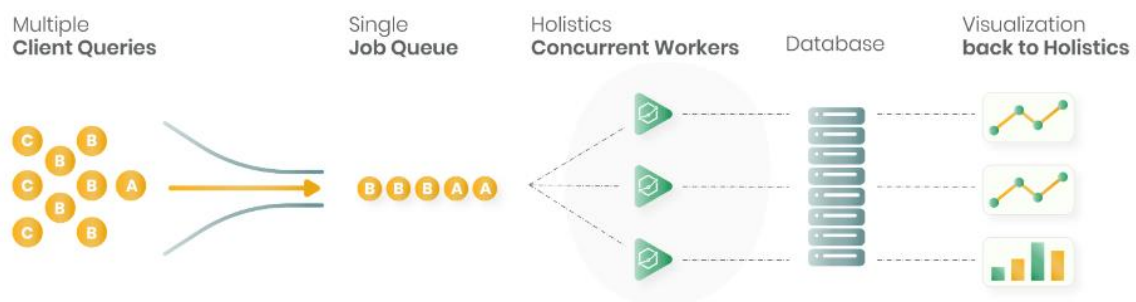 Multiple
Client Queries
Single
Job Queue
Holistics
Concurrent Workers
Database
Visualization
back to Holistics
C B
B
C B A
B
C B
B B B A A